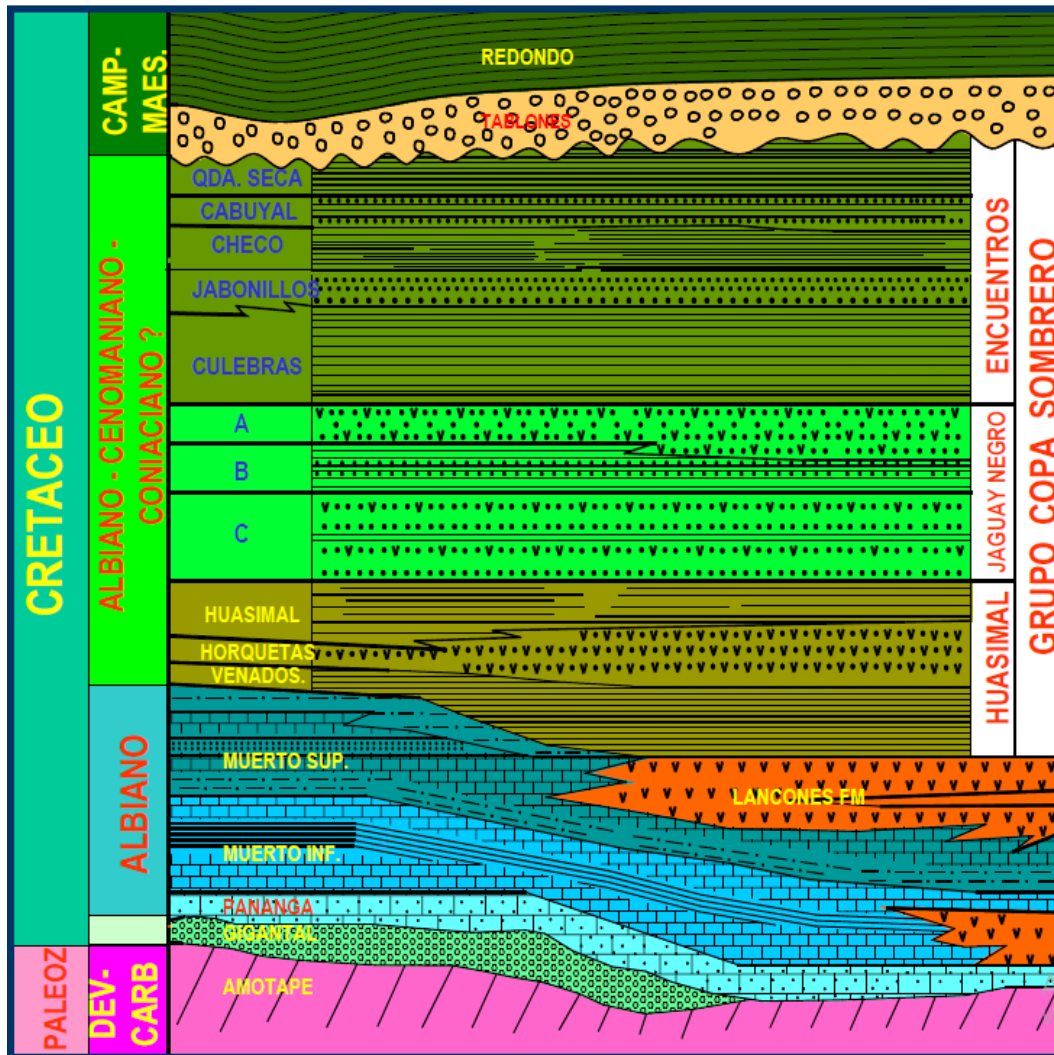 CRETACEO
PALEOZ
CAMP-
MAES.
ALBIANO - CENOMANIANO -
CONIACIANO ?
ALBIANO
DEV-
CARB
REDONDO
TABLONES
QDA. SECA
CABUYAL
CHECO
JABONILLOS
CULEBRAS
A
B
C
HUASIMAL
HORQUETAS
VENADOS.
MUERTO SUP.
LANCONES FM
MUERTO INF.
PANANGA
GIGANTAL
AMOTAPE
ENCUENTROS
JAGUAY NEGRO
HUASIMAL
GRUPO COPA SOMBRERO